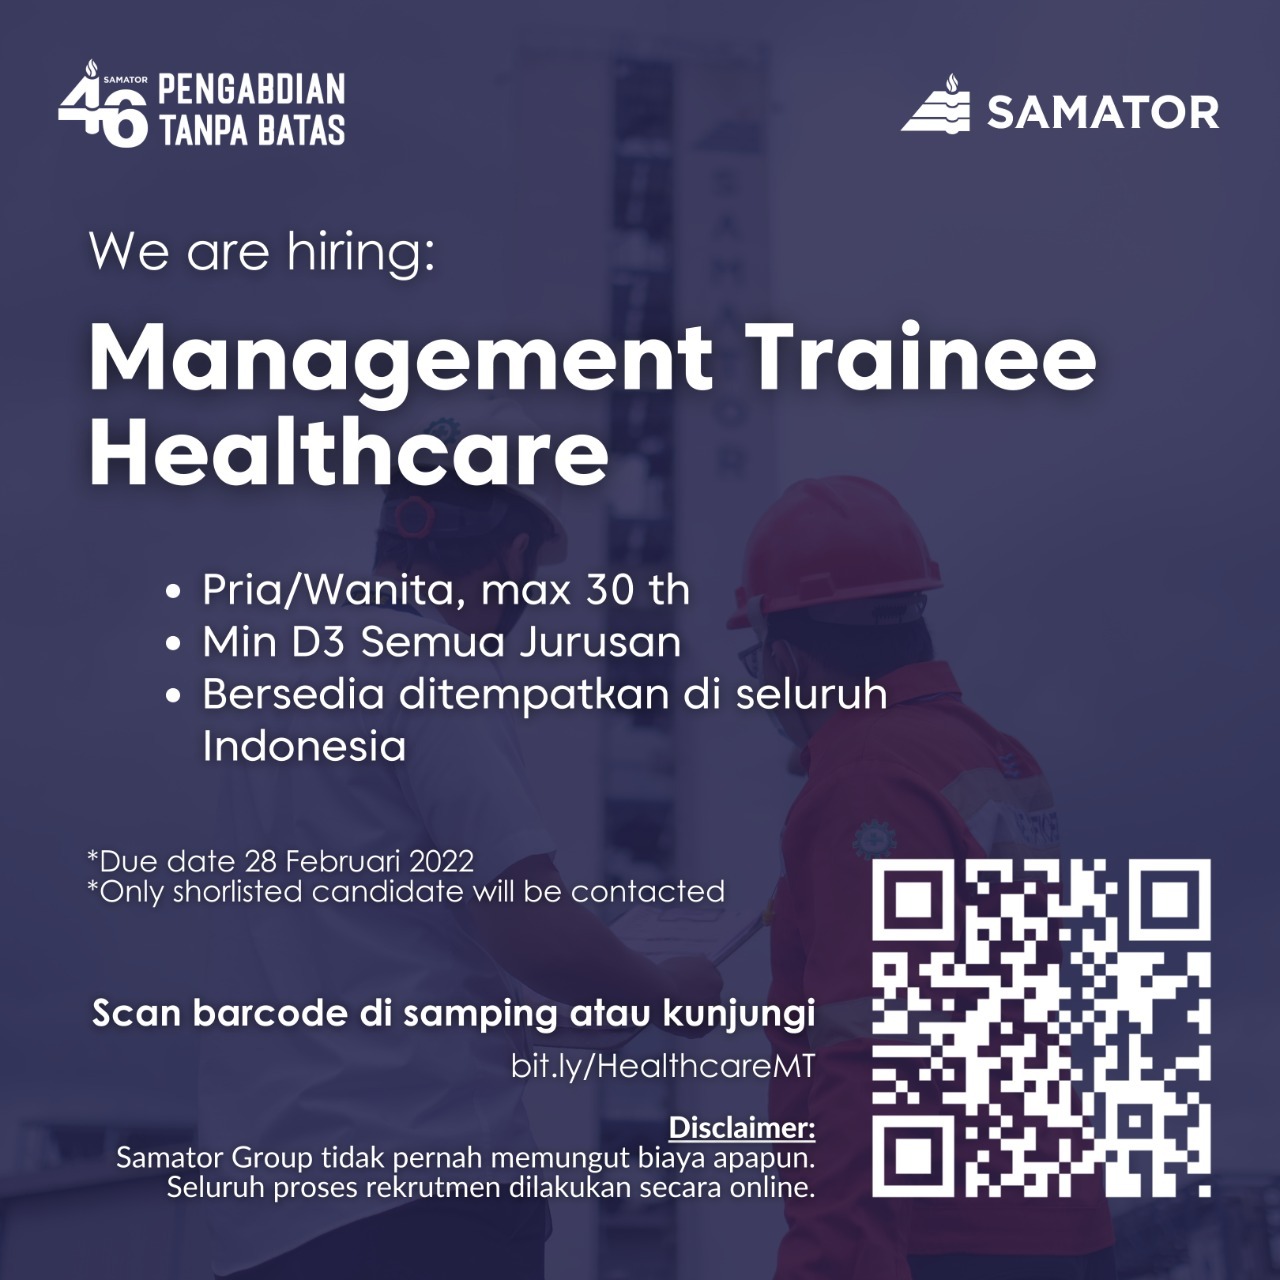 SAMATOR
46 PENGABDIAN
TANPA BATAS
SAMATOR
We are hiring:
Management Trainee
Healthcare
• Pria/Wanita, max 30 th
• Min D3 Semua Jurusan
• Bersedia ditempatkan di seluruh
Indonesia
*Due date 28 Februari 2022
*Only shorlisted candidate will be contacted
Scan barcode di samping atau kunjungi
bit.ly/HealthcareMT
Disclaimer:
Samator Group tidak pernah memungut biaya apapun.
Seluruh proses rekrutmen dilakukan secara online.
SAMATOR